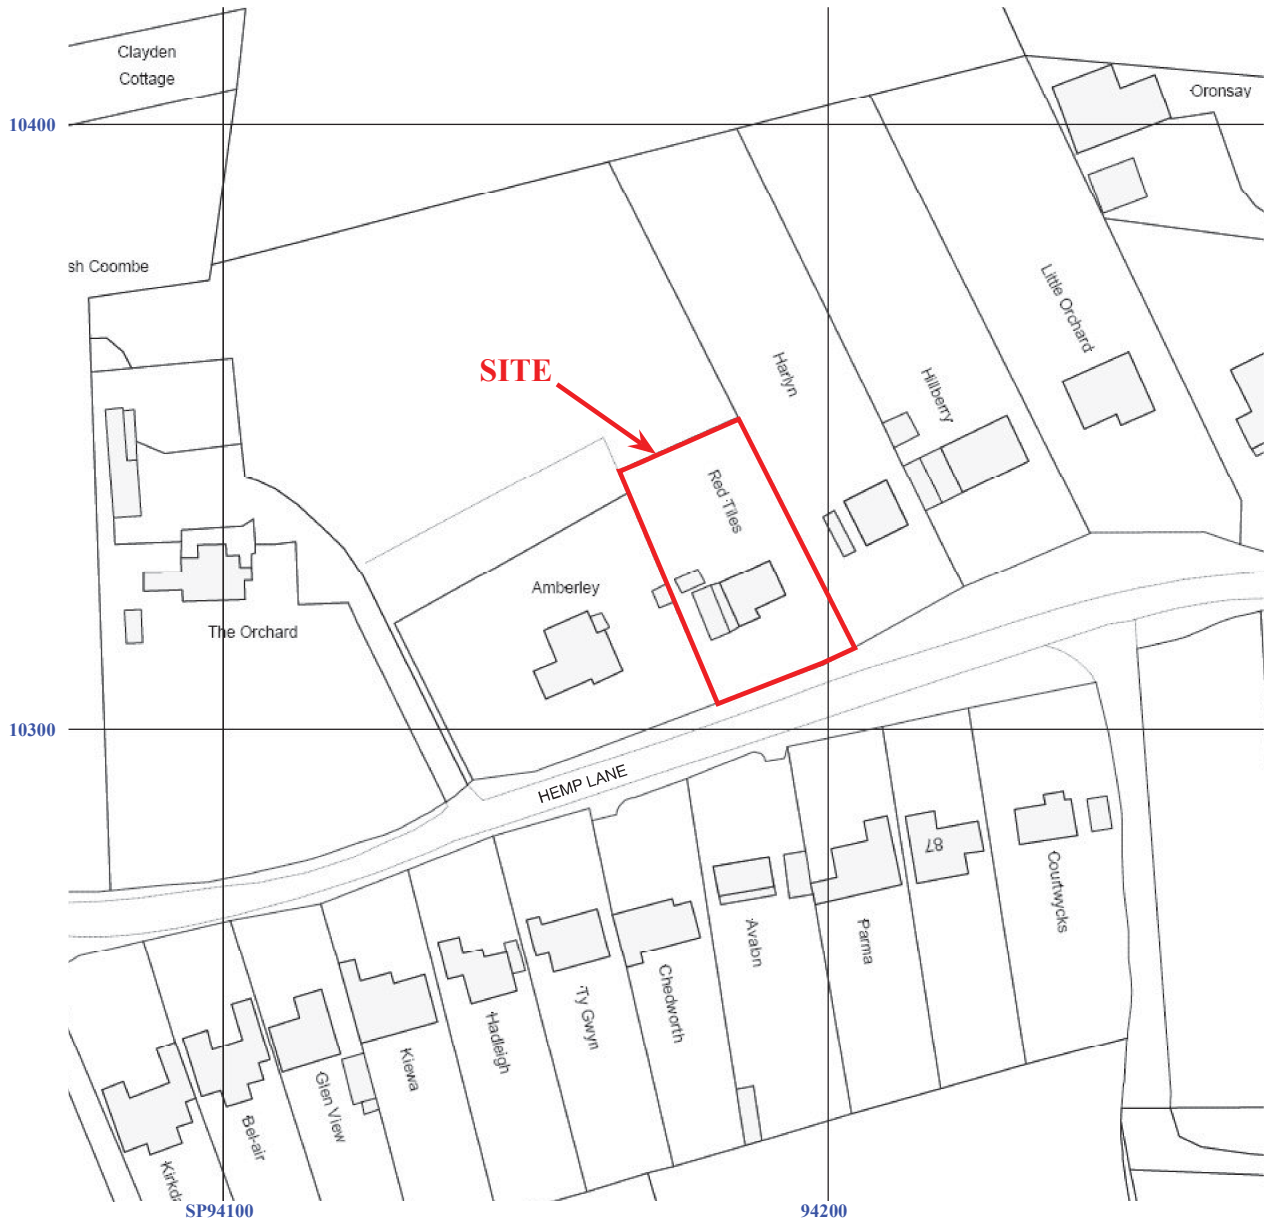 Clayden
Cottage
Oronsay
10400
sh Coombe
Little Orchard
SITE
Harlyn
Hillberry
Red Tiles
Amberley
The Orchard
10300
HEMP LANE
87
Courtwycks
Avabn
Parma
Chedworth
Ty Gwyn
Hadleigh
Kiewa
Glen View
Bel-air
Kirkda
SP94100
94200